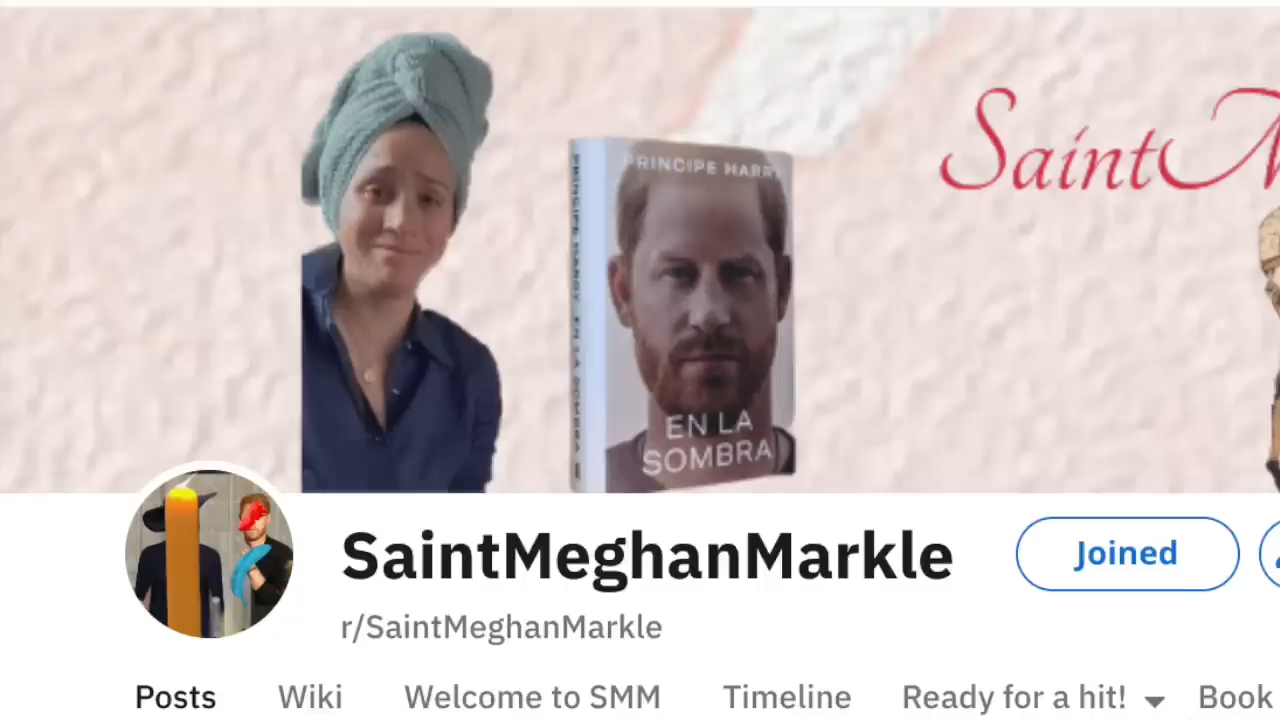 SaintM
PRINCIPE HARRY
PRINCIPE HARRY EN LA SOMBRA
EN LA
SOMBRA
SaintMeghanMarkle
Joined
r/SaintMeghanMarkle
Posts Wiki Welcome to SMM Timeline Ready for a hit! Book